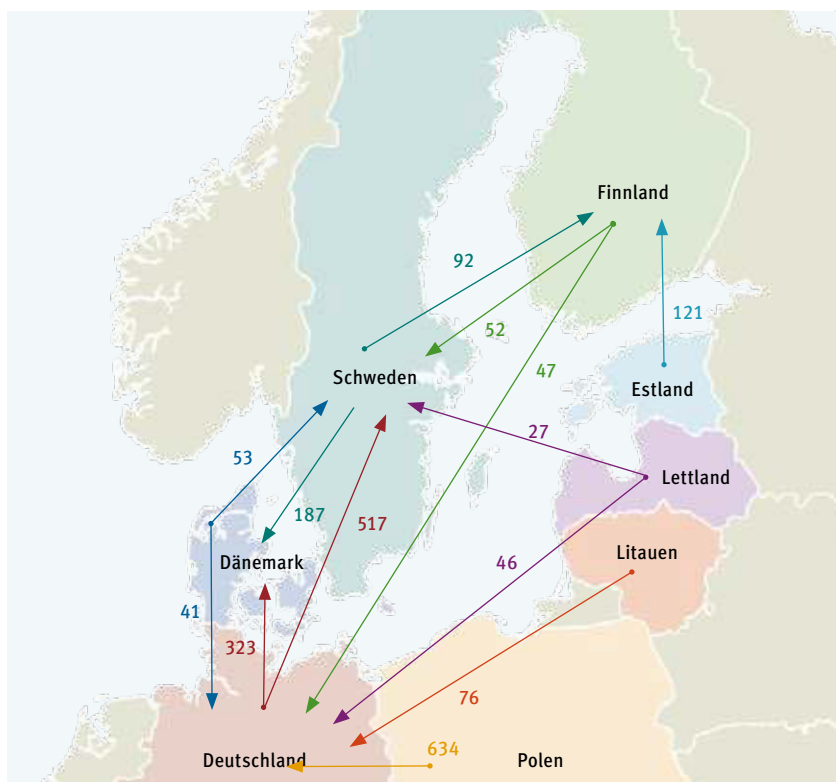 Finnland
92
121
52
47
Schweden
Estland
27
53
Lettland
187
517
Litauen
46
Dänemark
41
323
76
634
Deutschland
Polen